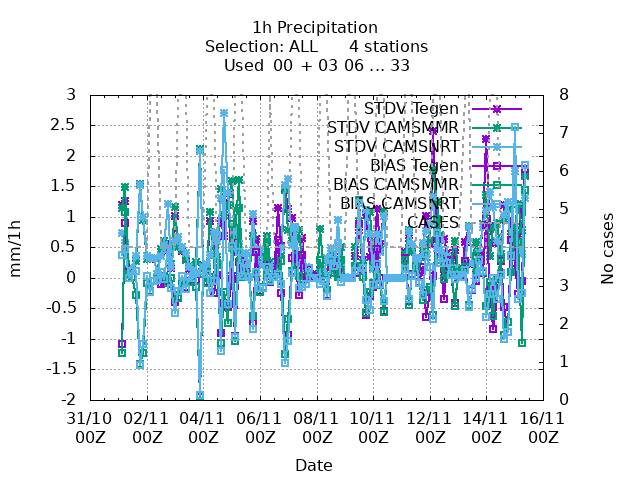 1h Precipitation
Selection: ALL      4 stations
Used  00 + 03 06 ... 33
STDV Tegen
STDV CAMSMMR
STDV CAMSNRT
BIAS Tegen
BIAS CAMSMMR
BIAS CAMSNRT
CASES
3
2.5
2
1.5
1
0.5
0
-0.5
-1
-1.5
-2
mm/1h
8
7
6
5
4
3
2
1
0
No cases
31/10 02/11 04/11 06/11 08/11 10/11 12/11 14/11 16/11
00Z 00Z 00Z 00Z 00Z 00Z 00Z 00Z 00Z
Date